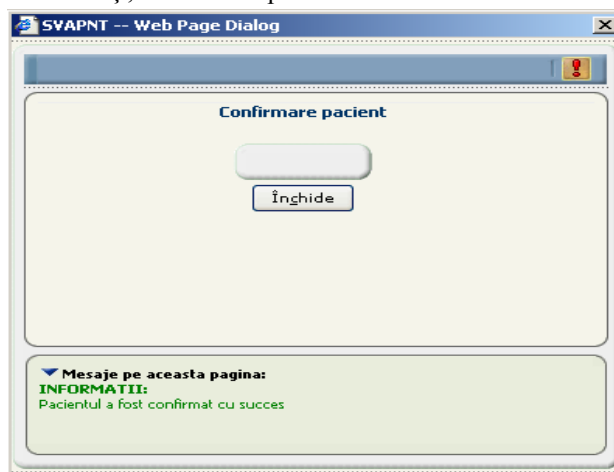 SVAPNT -- Web Page Dialog
Confirmare pacient
Închide
Mesaje pe aceasta pagina:
INFORMATII:
Pacientul a fost confirmat cu succes